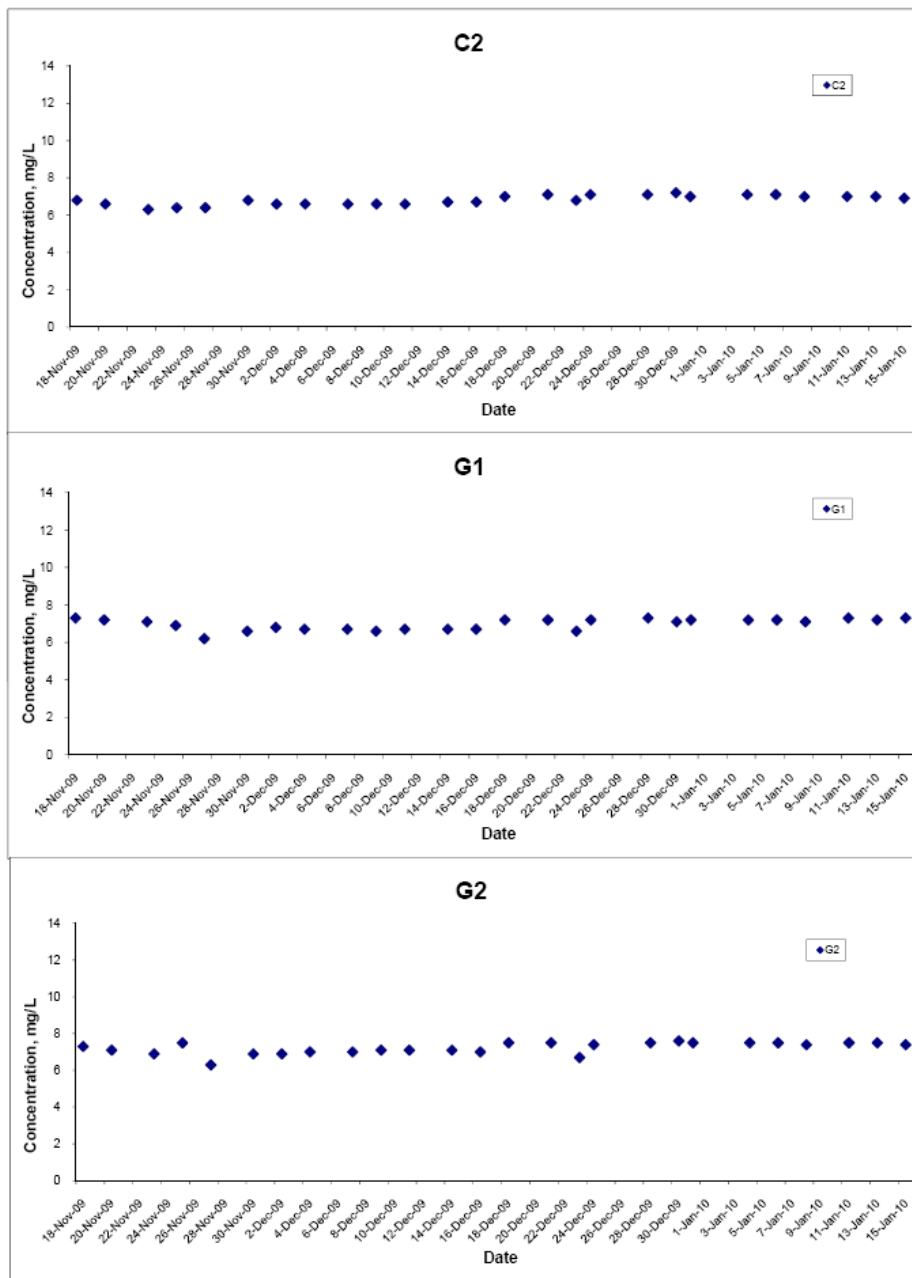 C2
14
12
10
8
6
4
2
0
Concentration, mg/L
C2
18-Nov-09 20-Nov-09 22-Nov-09 24-Nov-09 26-Nov-09 28-Nov-09 30-Nov-09 2-Dec-09 4-Dec-09 6-Dec-09 8-Dec-09 10-Dec-09 12-Dec-09 14-Dec-09 16-Dec-09 18-Dec-09 20-Dec-09 22-Dec-09 24-Dec-09 26-Dec-09 28-Dec-09 30-Dec-09 1-Jan-10 3-Jan-10 5-Jan-10 7-Jan-10 9-Jan-10 11-Jan-10 13-Jan-10 15-Jan-10
Date
G1
14
12
10
8
6
4
2
0
Concentration, mg/L
G1
18-Nov-09 20-Nov-09 22-Nov-09 24-Nov-09 26-Nov-09 28-Nov-09 30-Nov-09 2-Dec-09 4-Dec-09 6-Dec-09 8-Dec-09 10-Dec-09 12-Dec-09 14-Dec-09 16-Dec-09 18-Dec-09 20-Dec-09 22-Dec-09 24-Dec-09 26-Dec-09 28-Dec-09 30-Dec-09 1-Jan-10 3-Jan-10 5-Jan-10 7-Jan-10 9-Jan-10 11-Jan-10 13-Jan-10 15-Jan-10
Date
G2
14
12
10
8
6
4
2
0
Concentration, mg/L
G2
18-Nov-09 20-Nov-09 22-Nov-09 24-Nov-09 26-Nov-09 28-Nov-09 30-Nov-09 2-Dec-09 4-Dec-09 6-Dec-09 8-Dec-09 10-Dec-09 12-Dec-09 14-Dec-09 16-Dec-09 18-Dec-09 20-Dec-09 22-Dec-09 24-Dec-09 26-Dec-09 28-Dec-09 30-Dec-09 1-Jan-10 3-Jan-10 5-Jan-10 7-Jan-10 9-Jan-10 11-Jan-10 13-Jan-10 15-Jan-10
Date